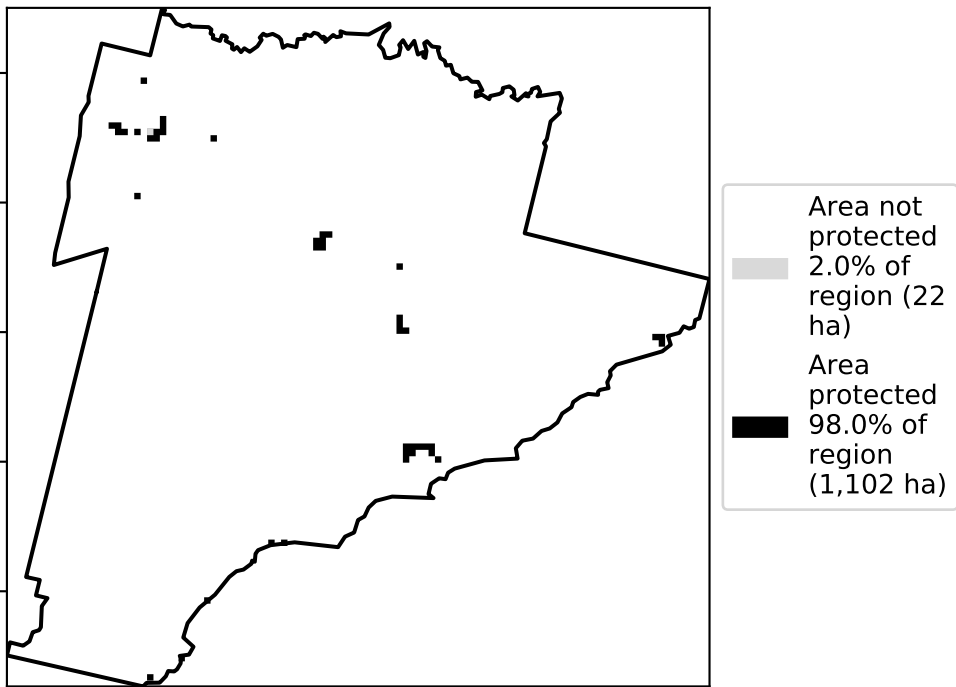 Area not
protected
2.0% of
region (22
ha)
Area
protected
98.0% of
region
(1,102 ha)